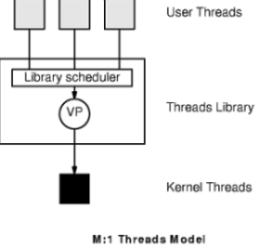 User Threads
Library scheduler
VP
Threads Library
Kernel Threads
M:1 Threads Model